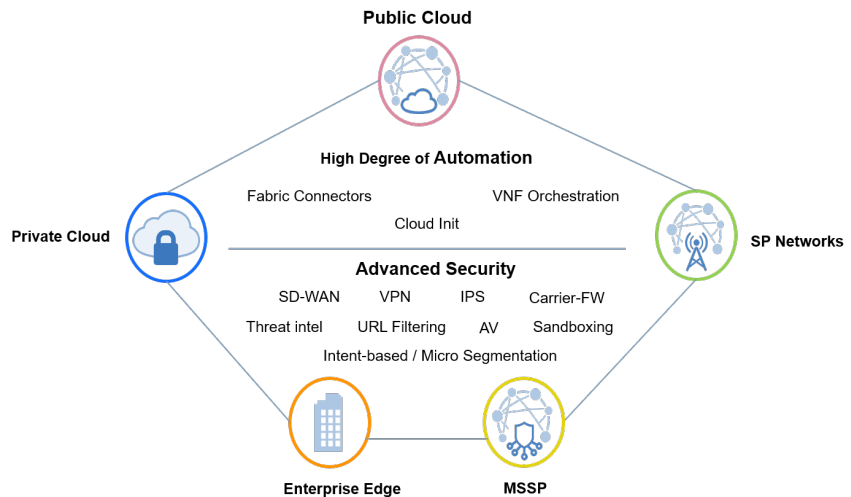 Public Cloud
High Degree of Automation
Fabric Connectors
VNF Orchestration
Cloud Init
Private Cloud
SP Networks
Advanced Security
SD-WAN VPN IPS Carrier-FW
Threat intel URL Filtering AV Sandboxing
Intent-based / Micro Segmentation
Enterprise Edge
MSSP